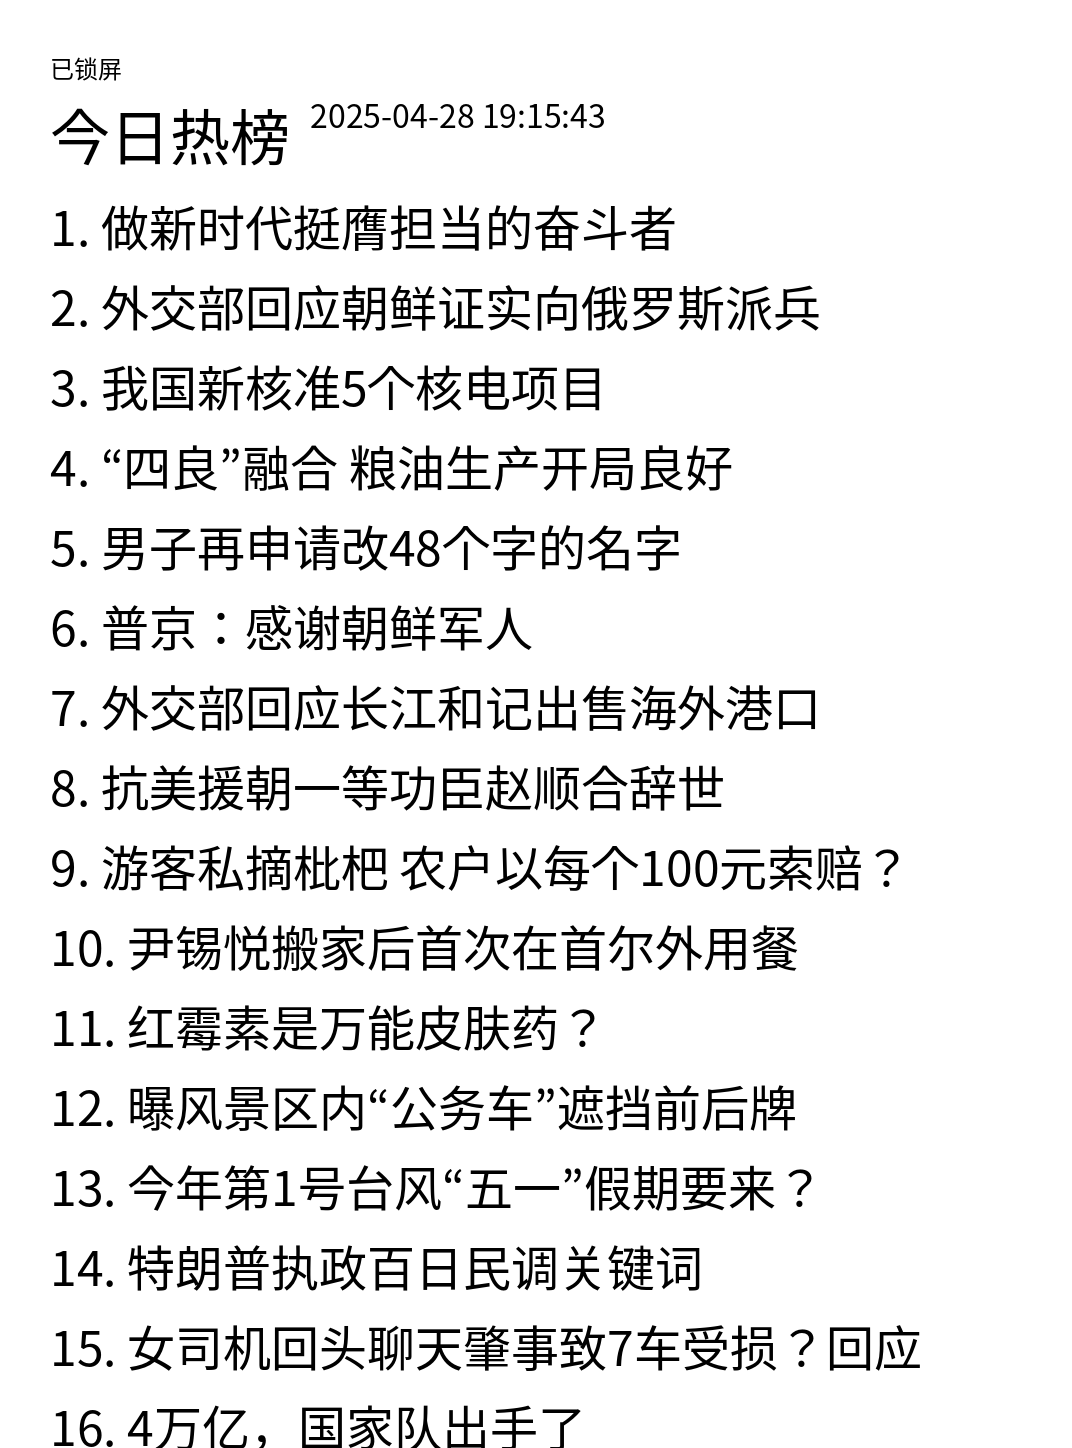 已锁屏
今日热榜 2025-04-28 19:15:43
1. 做新时代挺膺担当的奋斗者
2. 外交部回应朝鲜证实向俄罗斯派兵
3. 我国新核准5个核电项目
4. “四良”融合 粮油生产开局良好
5. 男子再申请改48个字的名字
6. 普京：感谢朝鲜军人
7. 外交部回应长江和记出售海外港口
8. 抗美援朝一等功臣赵顺合辞世
9. 游客私摘枇杷 农户以每个100元索赔？
10. 尹锡悦搬家后首次在首尔外用餐
11. 红霉素是万能皮肤药？
12. 曝风景区内“公务车”遮挡前后牌
13. 今年第1号台风“五一”假期要来？
14. 特朗普执政百日民调关键词
15. 女司机回头聊天肇事致7车受损？回应
16. 4万亿，国家队出手了